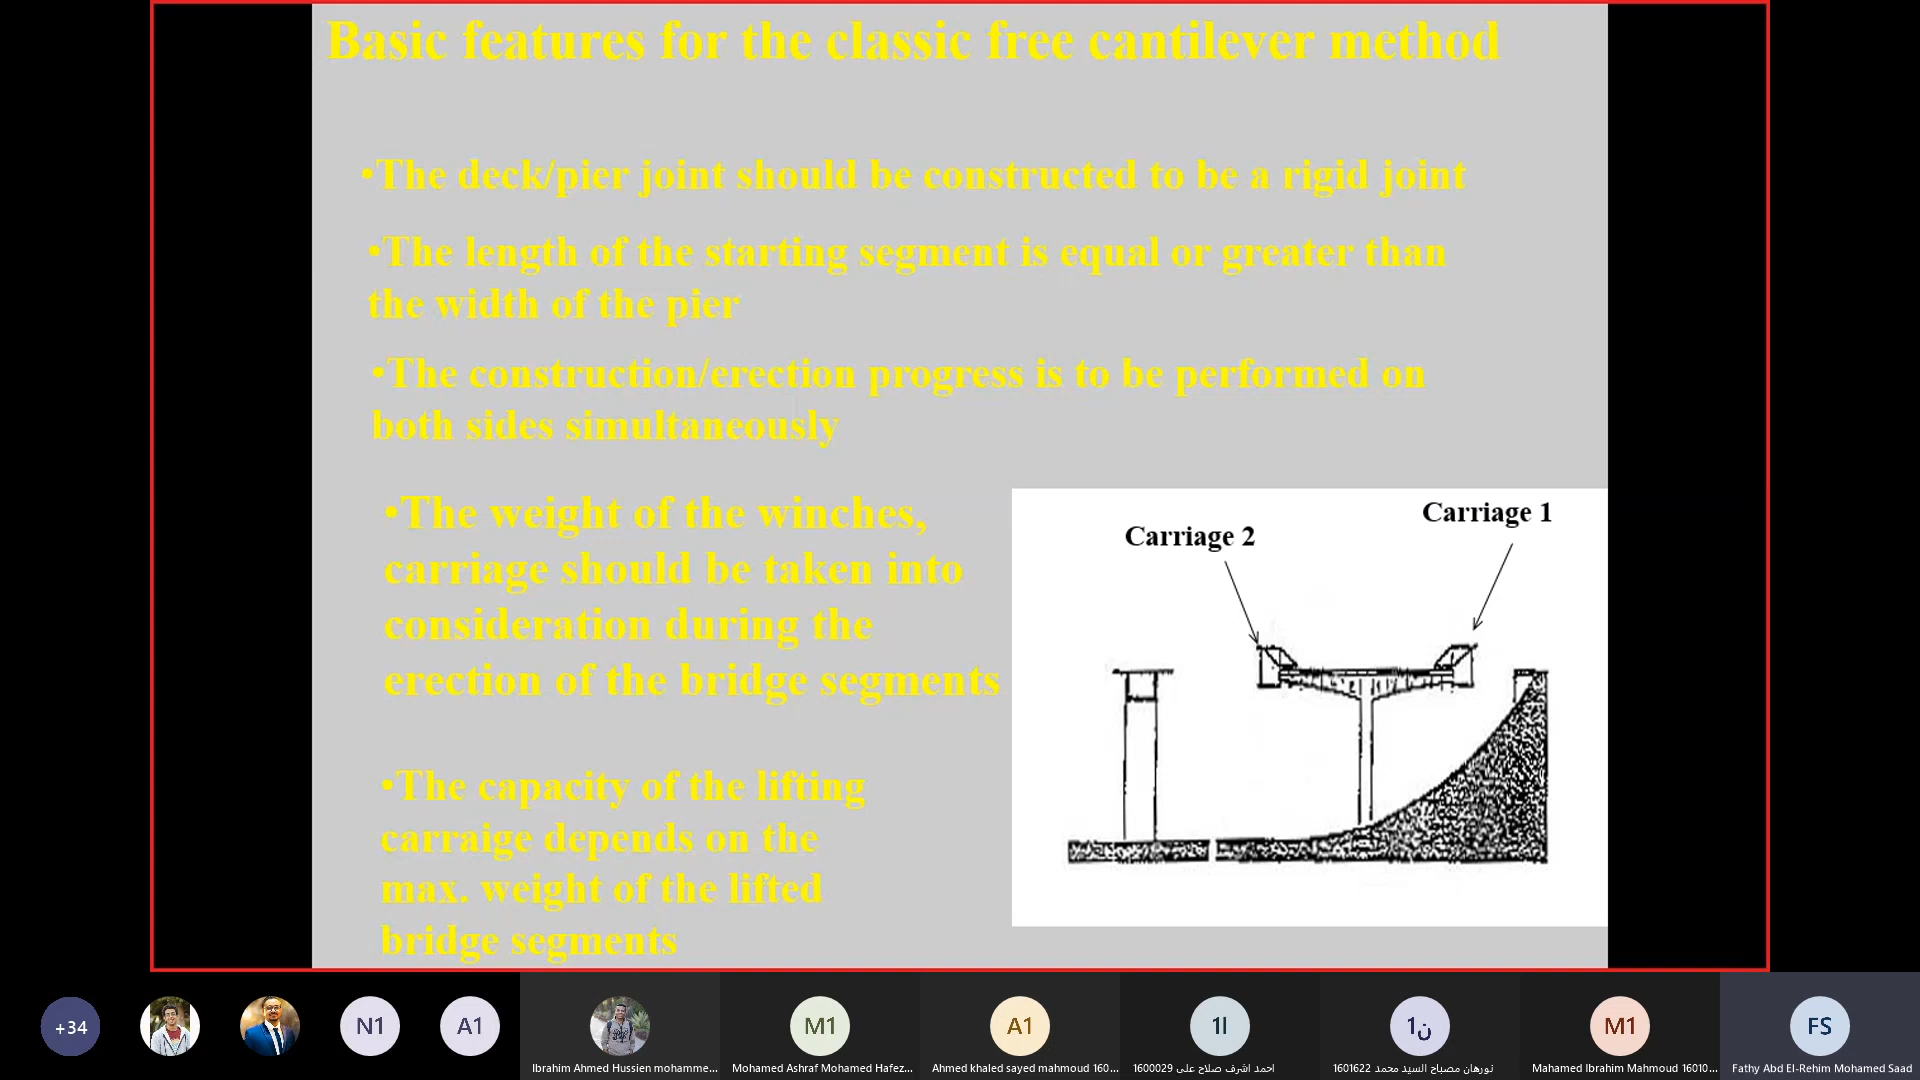 Basic features for the classic free cantilever method
•The deck/pier joint should be constructed to be a rigid joint
•The length of the starting segment is equal or greater than
the width of the pier
•The construction/erection progress is to be performed on
both sides simultaneously
•The weight of the winches,
carriage should be taken into
consideration during the
erection of the bridge segments
•The capacity of the lifting
carraige depends on the
max. weight of the lifted
bridge segments
Carriage 1
Carriage 2
+34
N1
A1
M1
A1
ا1
ن1
M1
FS
Ibrahim Ahmed Hussien mohamme...
Mohamed Ashraf Mohamed Hafez...
Ahmed khaled sayed mahmoud 160...
احمد اشرف صلاح على 1600029
نورهان مصباح السيد محمد 1601622
Mahamed Ibrahim Mahmoud 16010...
Fathy Abd El-Rehim Mohamed Saad